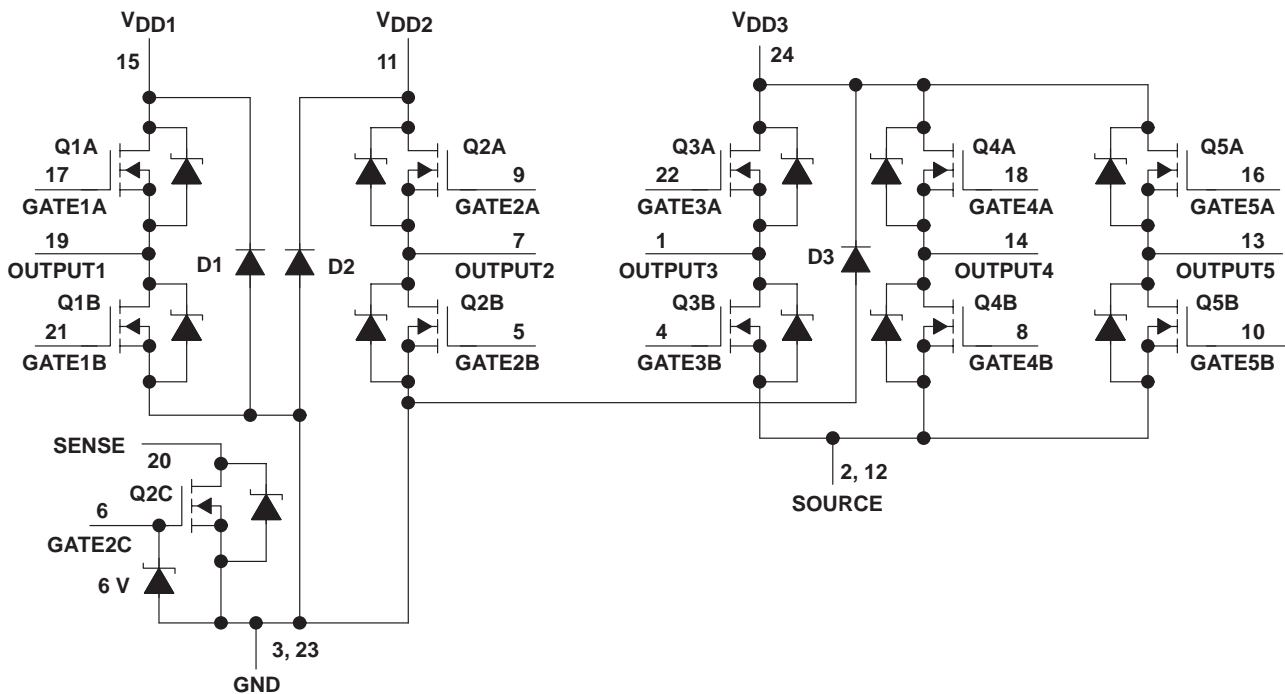 VDD1 VDD2 VDD3
15 11 24
Q1A Q2A Q3A Q4A Q5A
17 9 22 18 16
GATE1A GATE2A GATE3A GATE4A GATE5A
19 7 1 14 13
OUTPUT1 D1 D2 OUTPUT2 OUTPUT3 D3 OUTPUT4 OUTPUT5
Q1B Q2B Q3B Q4B Q5B
21 5 4 8 10
GATE1B GATE2B GATE3B GATE4B GATE5B
SENSE
20 2, 12
Q2C SOURCE
6
GATE2C
6 V
3, 23
GND